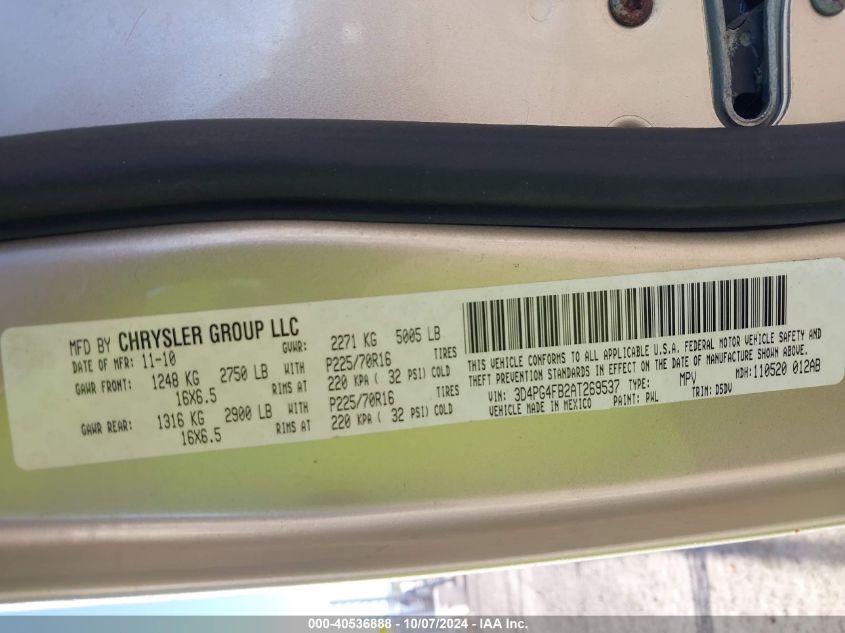 MFD BY CHRYSLER GROUP LLC
DATE OF MFR: 11-10 GVWR: 2271 KG 5005 LB
GAWR FRONT: 1248 KG 2750 LB WITH P225/70R16 TIRES
16X6.5 RIMS AT 220 KPA ( 32 PSI) COLD
GAWR REAR: 1316 KG 2900 LB WITH P225/70R16 TIRES
16X6.5 RIMS AT 220 KPA ( 32 PSI) COLD
THIS VEHICLE CONFORMS TO ALL APPLICABLE U.S.A. FEDERAL MOTOR VEHICLE SAFETY AND
THEFT PREVENTION STANDARDS IN EFFECT ON THE DATE OF MANUFACTURE SHOWN ABOVE.
VIN: 3D4PG4FB2AT269537 TYPE: MPV MDH: 110520 012AB
VEHICLE MADE IN MEXICO PAINT: PWL TRIM: D5DV
000-40536888 - 10/07/2024 - IAA Inc.